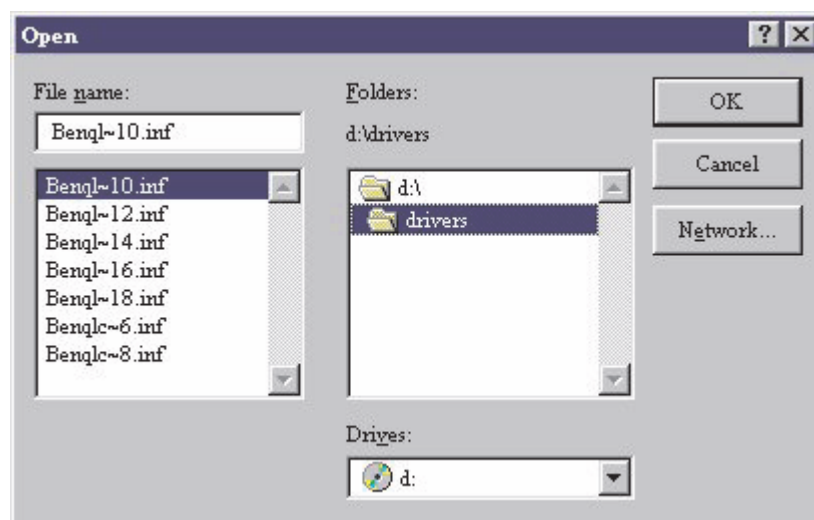 Open
File name:
Benql~10.inf
Benql~10.inf
Benql~12.inf
Benql~14.inf
Benql~16.inf
Benql~18.inf
Benqlc~6.inf
Benqlc~8.inf
Folders:
d:\drivers
d:\
drivers
Drives:
d:
OK
Cancel
Network...